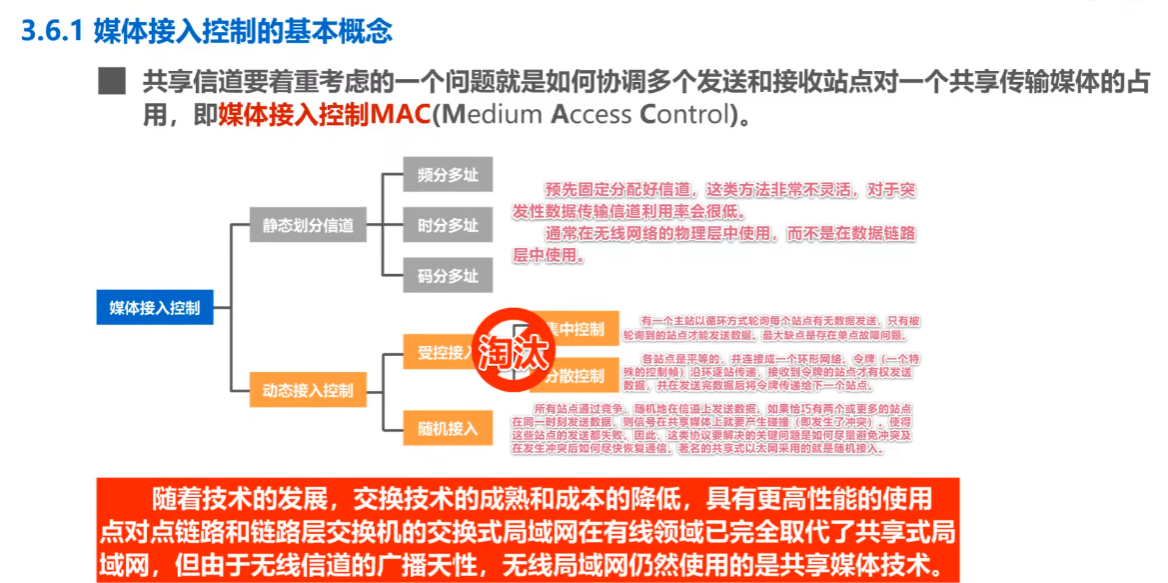 3.6.1 媒体接入控制的基本概念
共享信道要着重考虑的一个问题就是如何协调多个发送和接收站点对一个共享传输媒体的占
用，即媒体接入控制MAC(Medium Access Control)。
媒体接入控制
静态划分信道
频分多址
时分多址
码分多址
预先固定分配好信道，这类方法非常不灵活，对于突
发性数据传输信道利用率会很低。
通常在无线网络的物理层中使用，而不是在数据链路
层中使用。
动态接入控制
受控接入
淘汰
集中控制
有一个主站以循环方式轮询每个站点有无数据发送，只有被
轮询到的站点才能发送数据。最大缺点是存在单点故障问题。
分散控制
各站点是平等的，并连接成一个环形网络。令牌（一个特
殊的控制帧）沿环逐站传递，接收到令牌的站点才有权发送
数据，并在发送完数据后将令牌传递给下一个站点。
随机接入
所有站点通过竞争，随机地在信道上发送数据。如果恰巧有两个或更多的站点
在同一时刻发送数据，则信号在共享媒体上就要产生碰撞（即发生了冲突），使得
这些站点的发送都失败。因此，这类协议要解决的关键问题是如何尽量避免冲突及
在发生冲突后如何尽快恢复通信。著名的共享式以太网采用的就是随机接入。
随着技术的发展，交换技术的成熟和成本的降低，具有更高性能的使用
点对点链路和链路层交换机的交换式局域网在有线领域已完全取代了共享式局
域网，但由于无线信道的广播天性，无线局域网仍然使用的是共享媒体技术。